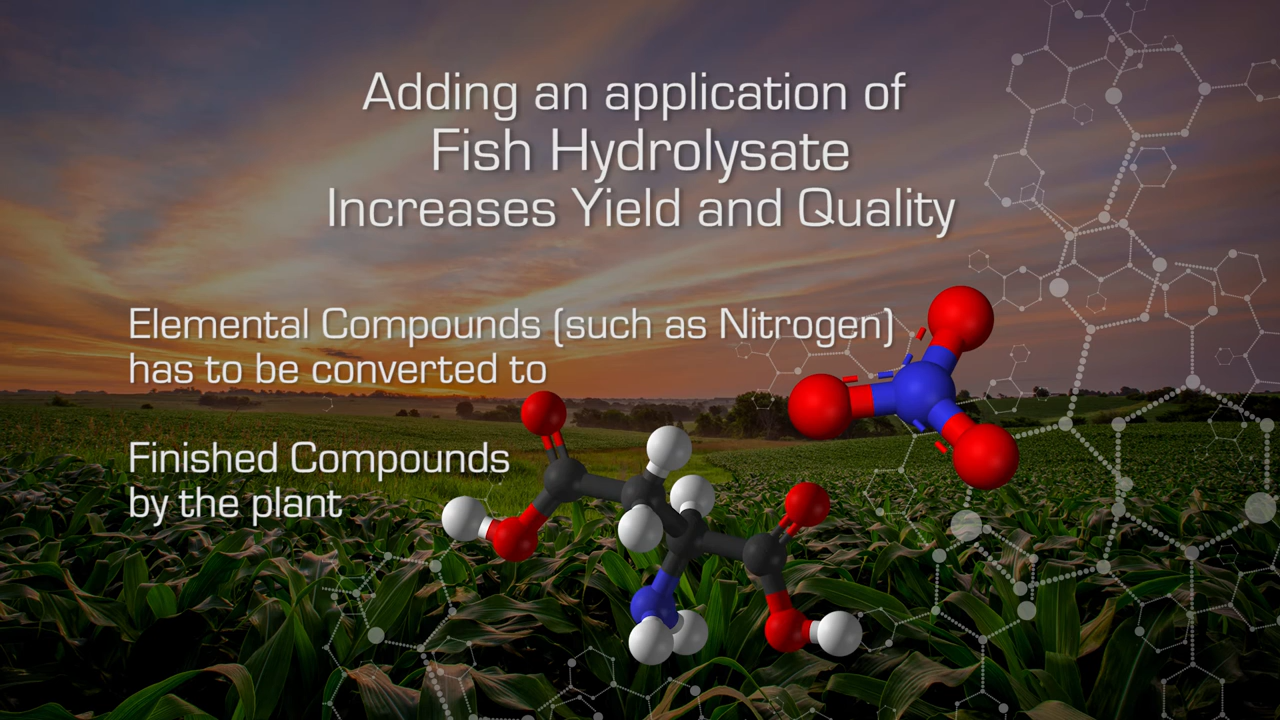 Adding an application of
Fish Hydrolysate
Increases Yield and Quality
Elemental Compounds (such as Nitrogen)
has to be converted to
Finished Compounds
by the plant